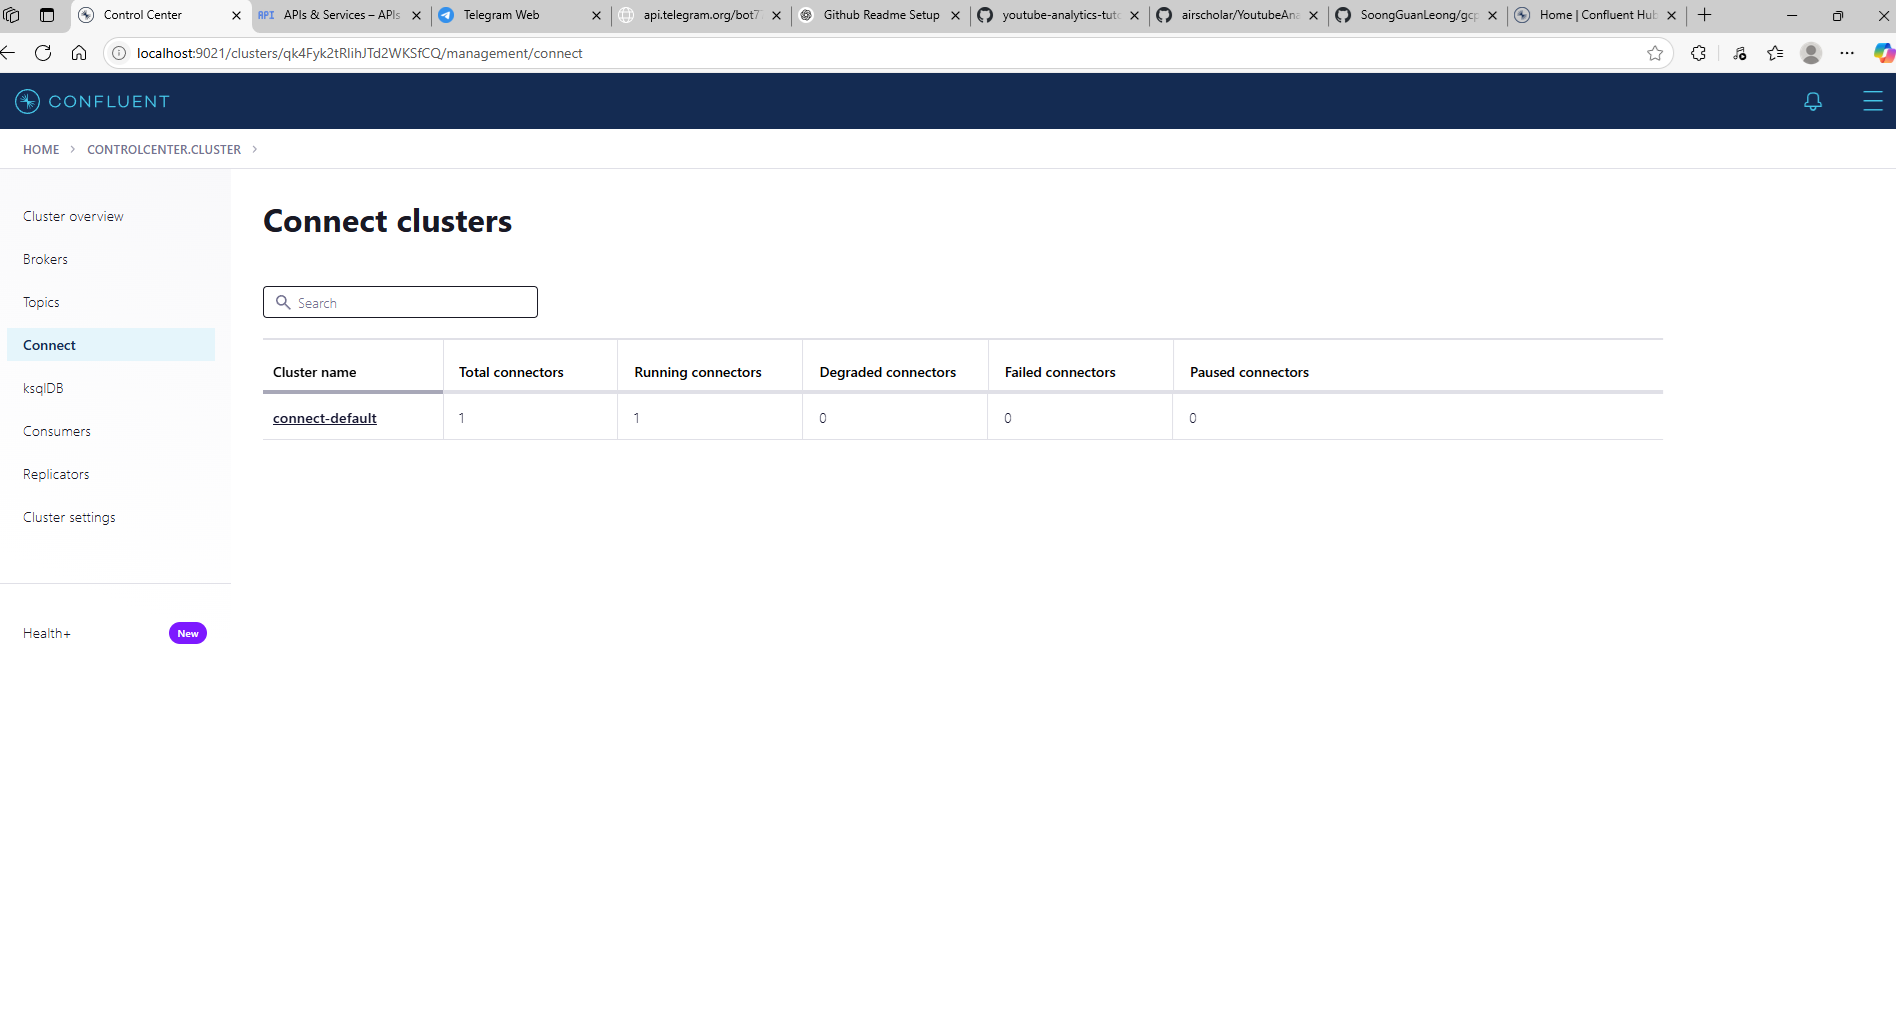 Control Center
API APIs & Services – APIs
Telegram Web
api.telegram.org/bot7
Github Readme Setup
youtube-analytics-tuto
airscholar/YoutubeAna
SoongGuanLeong/gcp
Home | Confluent Hub
localhost:9021/clusters/qk4Fyk2tRlihJTd2WKSfCQ/management/connect
CONFLUENT
HOME > CONTROLCENTER.CLUSTER >
Cluster overview
Brokers
Topics
Connect
ksqlDB
Consumers
Replicators
Cluster settings
Health+ New
Connect clusters
Search
Cluster name Total connectors Running connectors Degraded connectors Failed connectors Paused connectors
connect-default 1 1 0 0 0